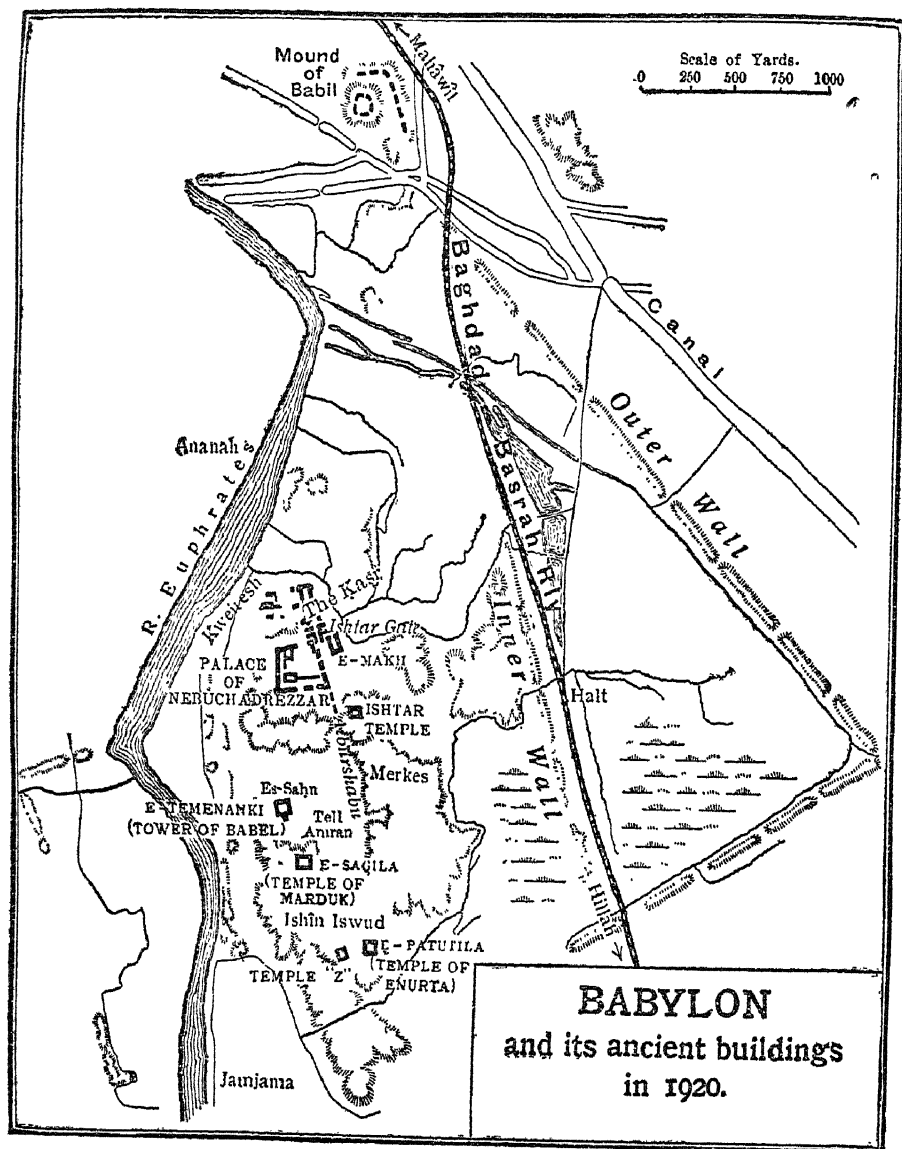 Mound
of
Babil
Mahâwîl
Scale of Yards.
0 250 500 750 1000
Baghdad Basrah Rly
Canal
Outer Wall
Ananah
R. Euphrates
Kweiresh
The Kasr
Ishtar Gate
E-MAKH
PALACE
OF
NEBUCHADREZZAR
ISHTAR
TEMPLE
Inner Wall
Halt
Merkes
Es-Sahn
E-TEMENANKI
(TOWER OF BABEL)
Tell
Amran
E-SAGILA
(TEMPLE OF
MARDUK)
Ishîn Iswud
E-PATUTILA
(TEMPLE OF
ENURTA)
TEMPLE "Z"
Hillah
Jamjama
BABYLON
and its ancient buildings
in 1920.